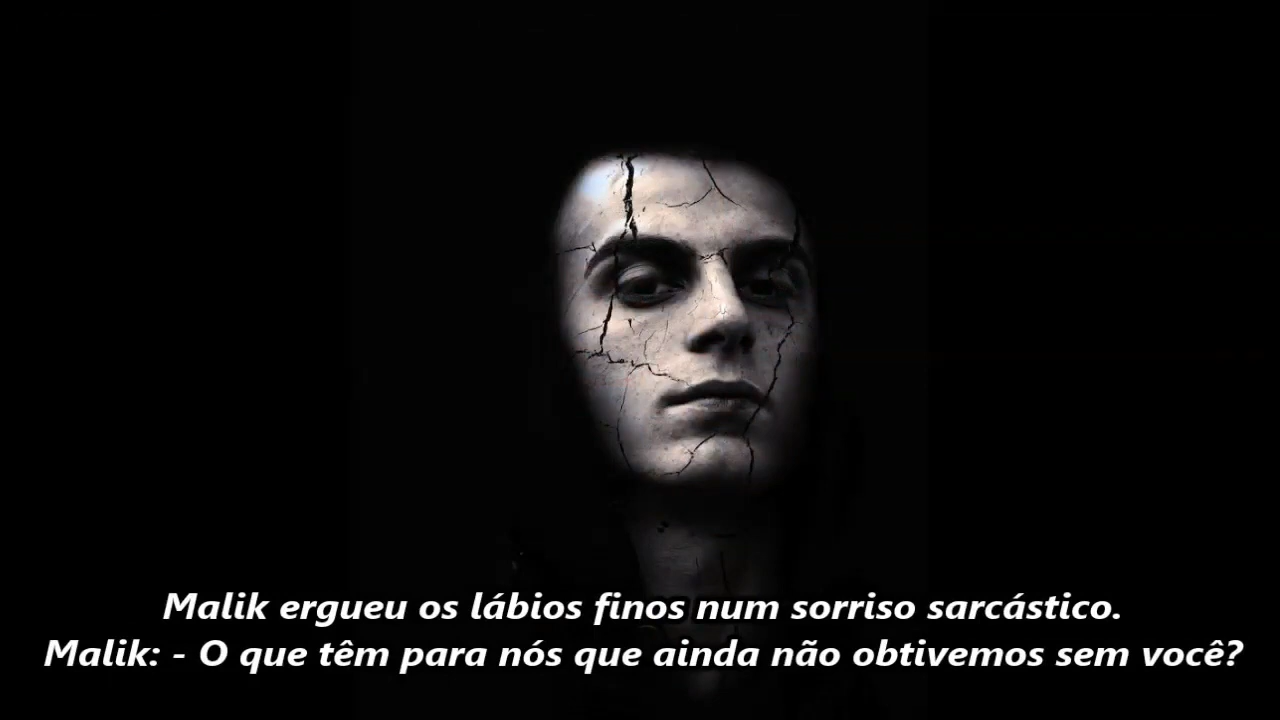 Malik ergueu os lábios finos num sorriso sarcástico.
Malik: - O que têm para nós que ainda não obtivemos sem você?